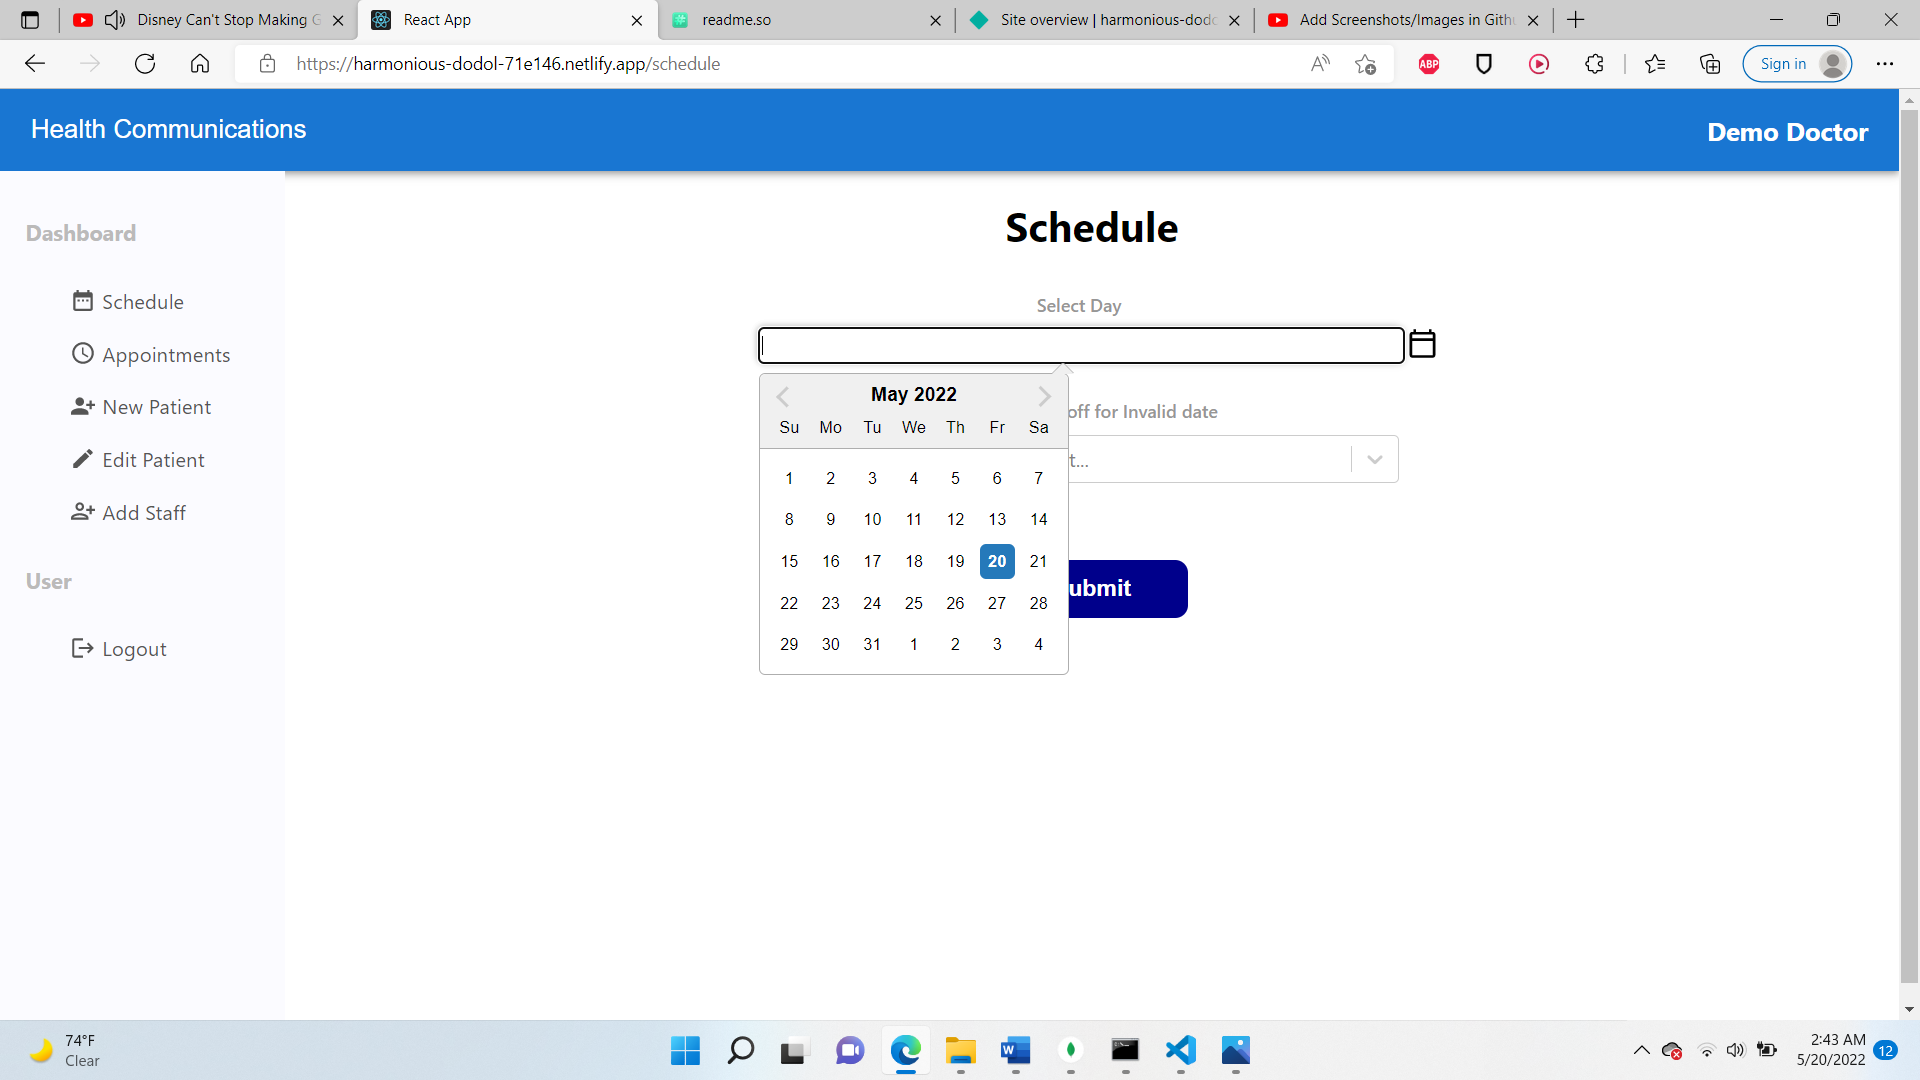 Disney Can't Stop Making G
React App
readme.so
Site overview | harmonious-dodo
Add Screenshots/Images in Githu
https://harmonious-dodol-71e146.netlify.app/schedule
ABP
Sign in
Health Communications
Demo Doctor
Dashboard
Schedule
Appointments
New Patient
Edit Patient
Add Staff
User
Logout
Schedule
Select Day
May 2022
Su Mo Tu We Th Fr Sa
1 2 3 4 5 6 7
8 9 10 11 12 13 14
15 16 17 18 19 20 21
22 23 24 25 26 27 28
29 30 31 1 2 3 4
off for Invalid date
t...
ubmit
74°F
Clear
W
2:43 AM
5/20/2022
12